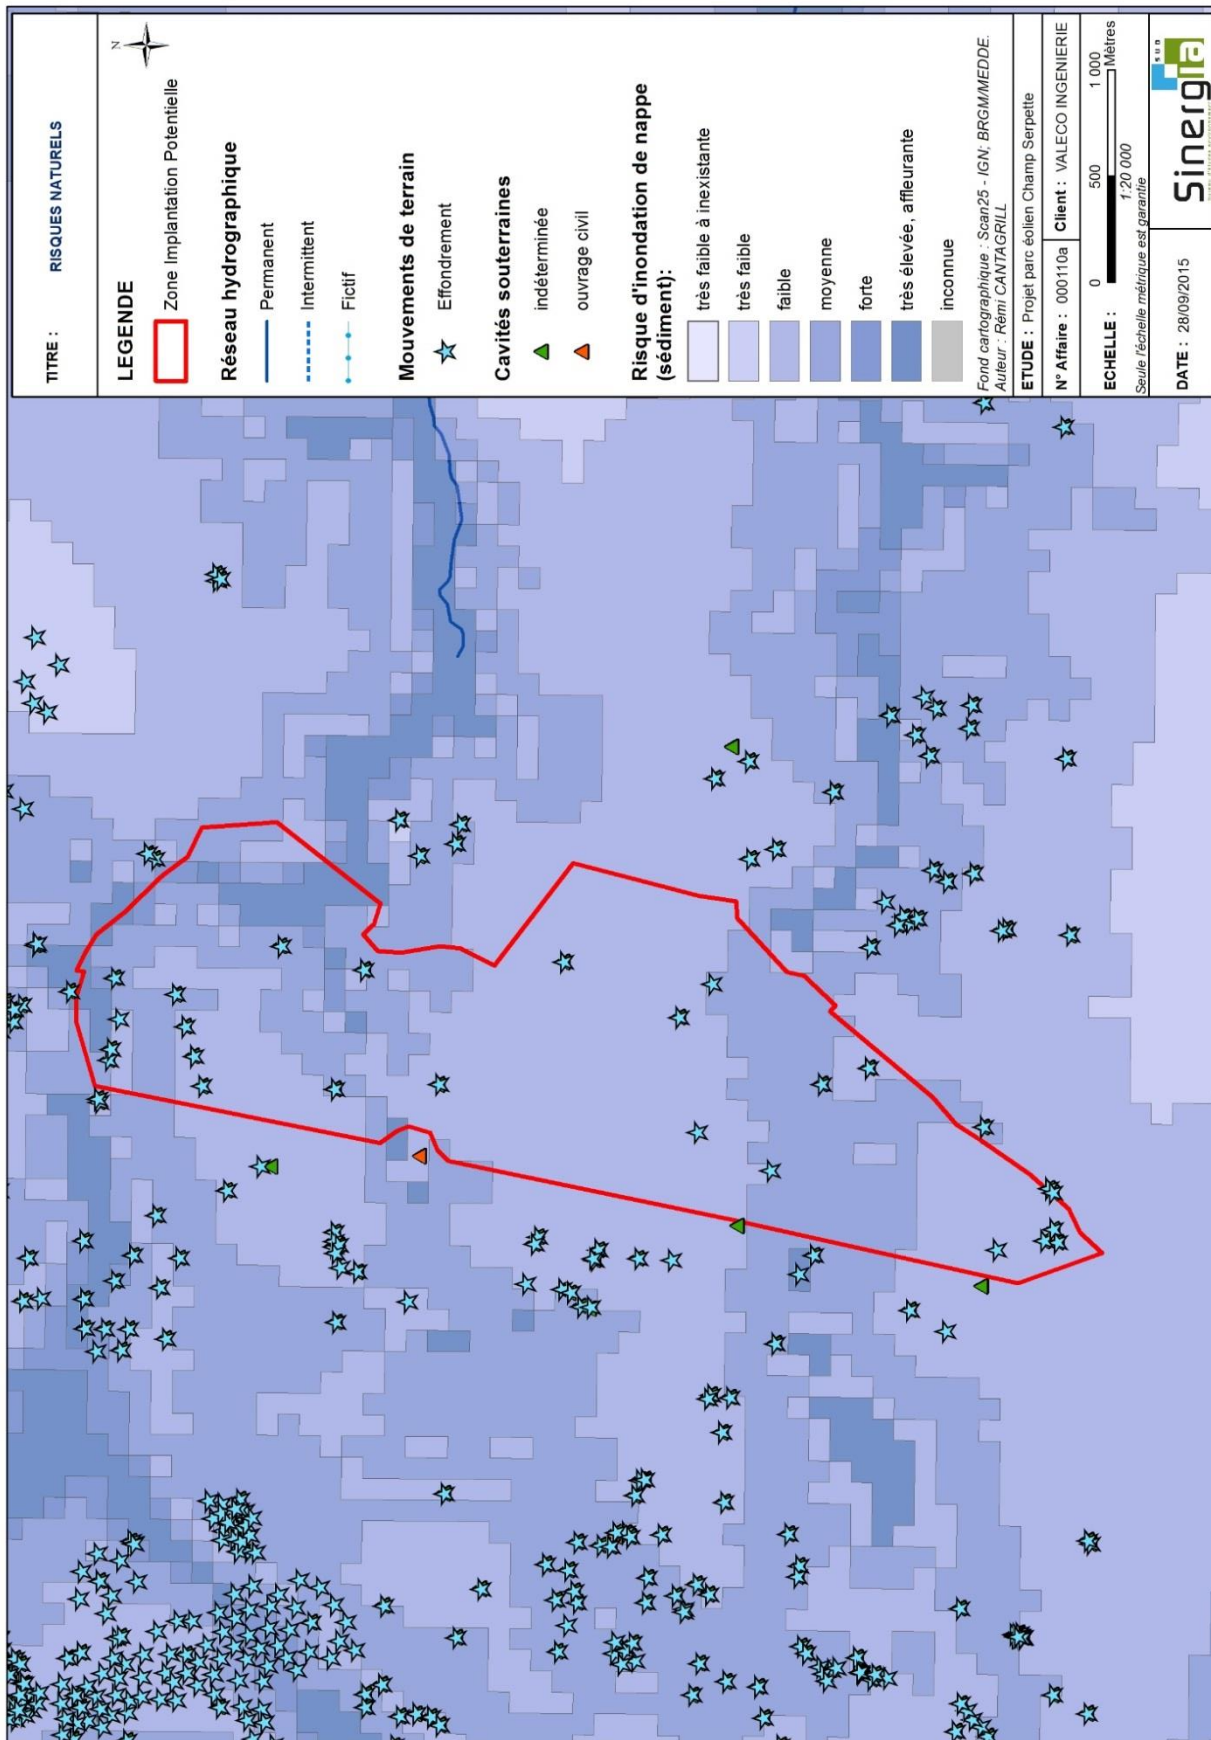 TITRE :
RISQUES NATURELS
LEGENDE
N
Zone Implantation Potentielle
Réseau hydrographique
Permanent
Intermittent
Fictif
Mouvements de terrain
Effondrement
Cavités souterraines
indéterminée
ouvrage civil
Risque d'inondation de nappe
(sédiment):
très faible à inexistante
très faible
faible
moyenne
forte
très élevée, affleurante
inconnue
Fond cartographique : Scan25 - IGN; BRGM/MEDDE.
Auteur : Rémi CANTAGRILL
ETUDE : Projet parc éolien Champ Serpette
N° Affaire : 000110a
Client : VALECO INGENIERIE
ECHELLE :
0 500 1 000
Mètres
1:20 000
Seule l'échelle métrique est garantie
DATE : 28/09/2015
Sinergia
sud